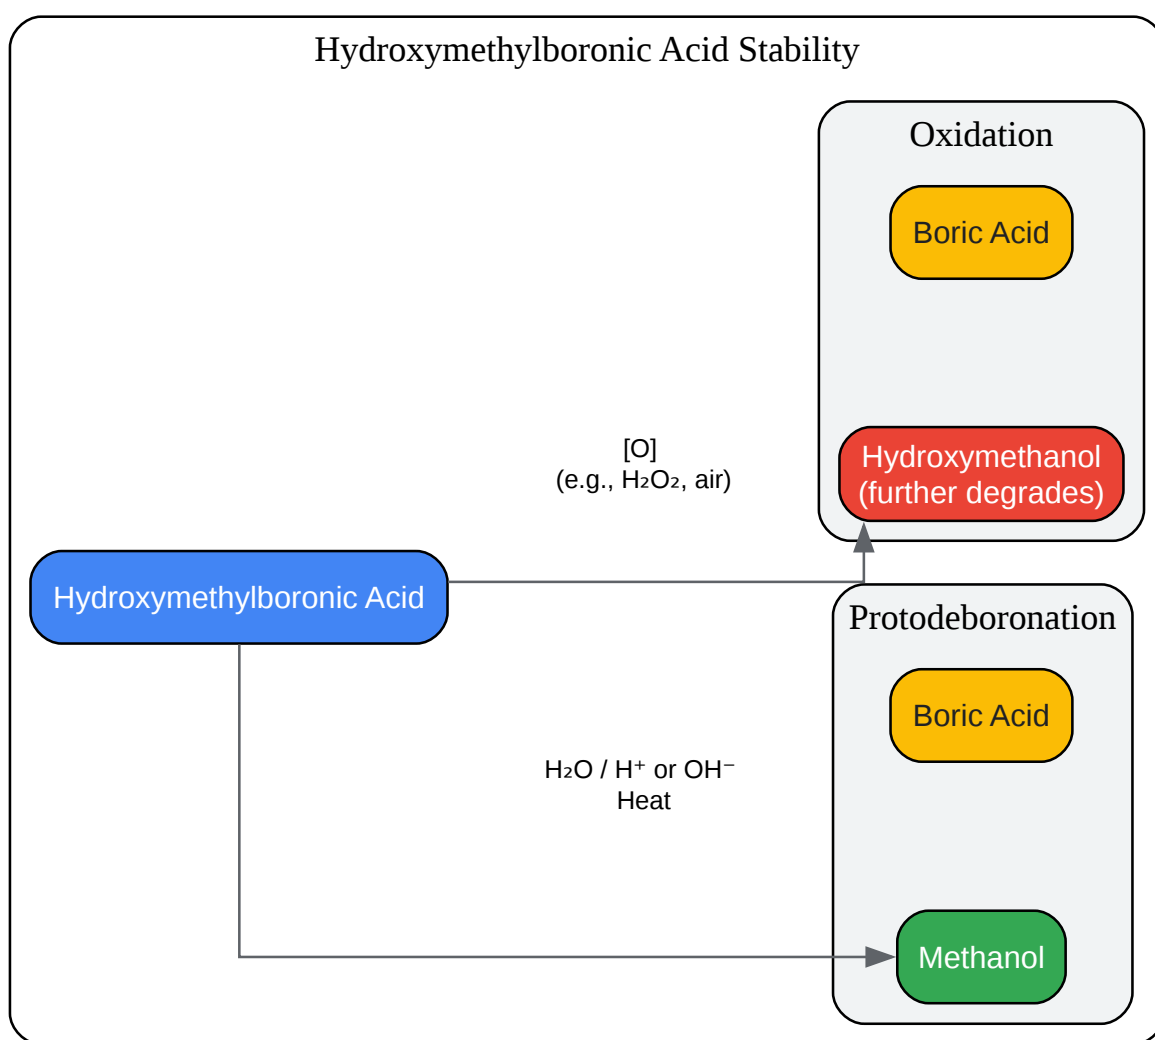 Hydroxymethylboronic Acid Stability
Oxidation
Boric Acid
[O]
(e.g., H₂O₂, air)
Hydroxymethanol
(further degrades)
Hydroxymethylboronic Acid
Protodeboronation
Boric Acid
H₂O / H⁺ or OH⁻
Heat
Methanol